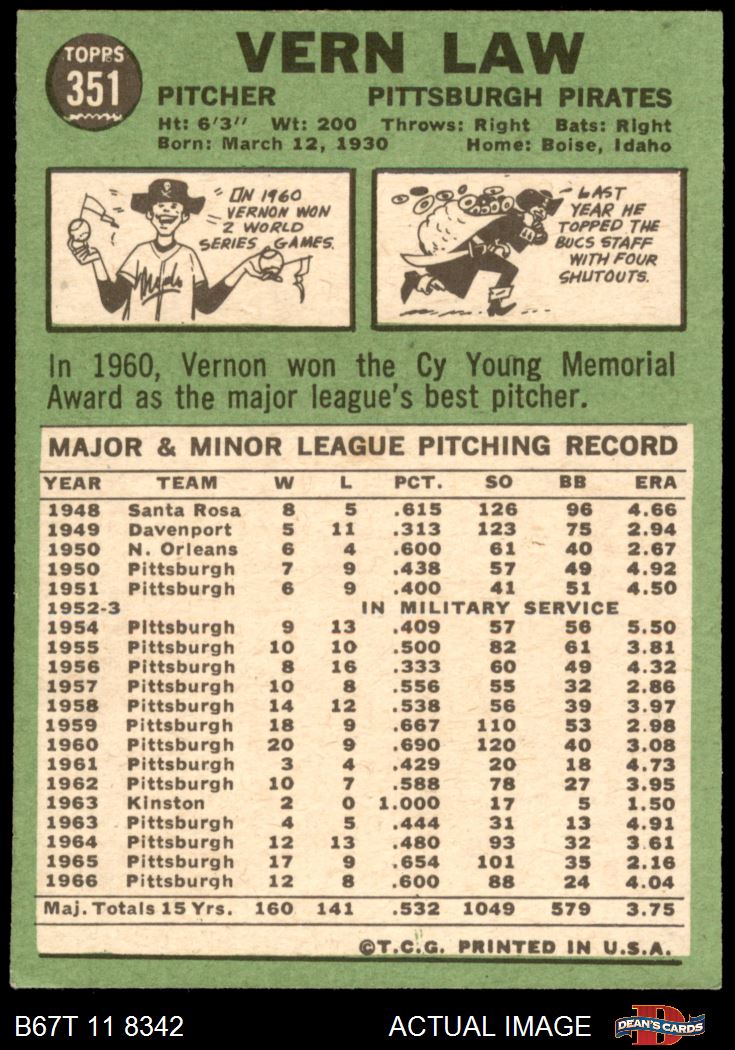 TOPPS
351
VERN LAW
PITCHER PITTSBURGH PIRATES
Ht: 6'3" Wt: 200 Throws: Right Bats: Right
Born: March 12, 1930 Home: Boise, Idaho
ON 1960
VERNON WON
2 WORLD
SERIES GAMES.
LAST
YEAR HE
TOPPED THE
BUCS STAFF
WITH FOUR
SHUTOUTS.
In 1960, Vernon won the Cy Young Memorial
Award as the major league's best pitcher.
MAJOR & MINOR LEAGUE PITCHING RECORD
YEAR TEAM W L PCT. SO BB ERA
1948 Santa Rosa 8 5 .615 126 96 4.66
1949 Davenport 5 11 .313 123 75 2.94
1950 N. Orleans 6 4 .600 61 40 2.67
1950 Pittsburgh 7 9 .438 57 49 4.92
1951 Pittsburgh 6 9 .400 41 51 4.50
1952-3 IN MILITARY SERVICE
1954 Pittsburgh 9 13 .409 57 56 5.50
1955 Pittsburgh 10 10 .500 82 61 3.81
1956 Pittsburgh 8 16 .333 60 49 4.32
1957 Pittsburgh 10 8 .556 55 32 2.86
1958 Pittsburgh 14 12 .538 56 39 3.97
1959 Pittsburgh 18 9 .667 110 53 2.98
1960 Pittsburgh 20 9 .690 120 40 3.08
1961 Pittsburgh 3 4 .429 20 18 4.73
1962 Pittsburgh 10 7 .588 78 27 3.95
1963 Kinston 2 0 1.000 17 5 1.50
1963 Pittsburgh 4 5 .444 31 13 4.91
1964 Pittsburgh 12 13 .480 93 32 3.61
1965 Pittsburgh 17 9 .654 101 35 2.16
1966 Pittsburgh 12 8 .600 88 24 4.04
Maj. Totals 15 Yrs. 160 141 .532 1049 579 3.75
©T.C.G. PRINTED IN U.S.A.
B67T 11 8342 ACTUAL IMAGE DEAN'S CARDS